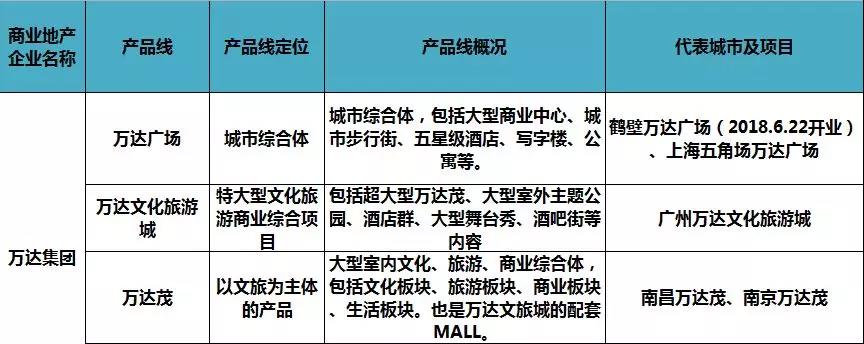 商业地产
企业名称
产品线
产品线定位
产品线概况
代表城市及项目
万达集团
万达广场
城市综合体
城市综合体，包括大型商业中心、城
市步行街、五星级酒店、写字楼、公
寓等。
鹤壁万达广场（2018.6.22开业）
、上海五角场万达广场
万达文化旅游
城
特大型文化旅
游商业综合项
目
包括超大型万达茂、大型室外主题公
园、酒店群、大型舞台秀、酒吧街等
内容
广州万达文化旅游城
万达茂
以文旅为主体
的产品
大型室内文化、旅游、商业综合体，
包括文化板块、旅游板块、商业板块
、生活板块。也是万达文旅城的配套
MALL。
南昌万达茂、南京万达茂